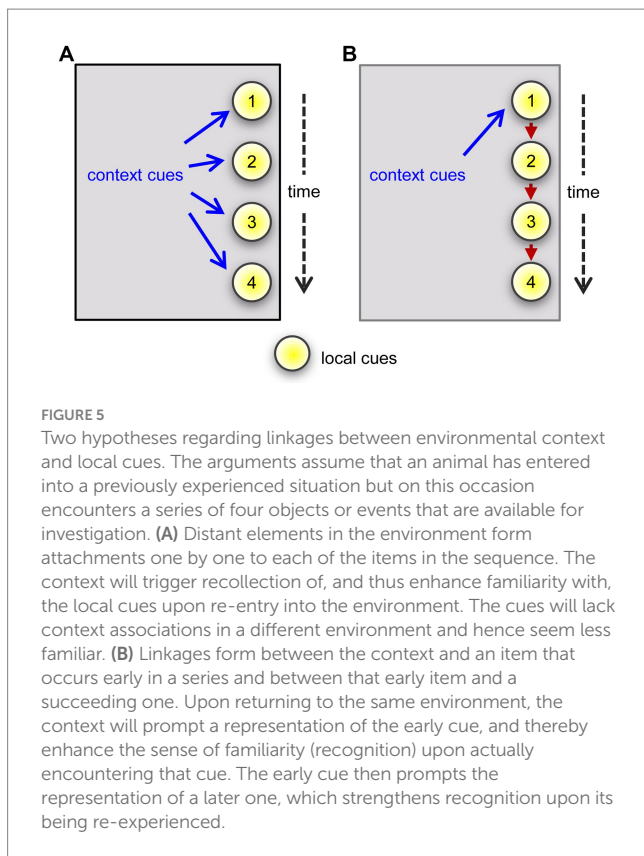 A
B
1
2
3
4
context cues
time
1
2
3
4
context cues
time
local cues
FIGURE 5
Two hypotheses regarding linkages between environmental context
and local cues. The arguments assume that an animal has entered
into a previously experienced situation but on this occasion
encounters a series of four objects or events that are available for
investigation. (A) Distant elements in the environment form
attachments one by one to each of the items in the sequence. The
context will trigger recollection of, and thus enhance familiarity with,
the local cues upon re-entry into the environment. The cues will lack
context associations in a different environment and hence seem less
familiar. (B) Linkages form between the context and an item that
occurs early in a series and between that early item and a
succeeding one. Upon returning to the same environment, the
context will prompt a representation of the early cue, and thereby
enhance the sense of familiarity (recognition) upon actually
encountering that cue. The early cue then prompts the
representation of a later one, which strengthens recognition upon its
being re-experienced.